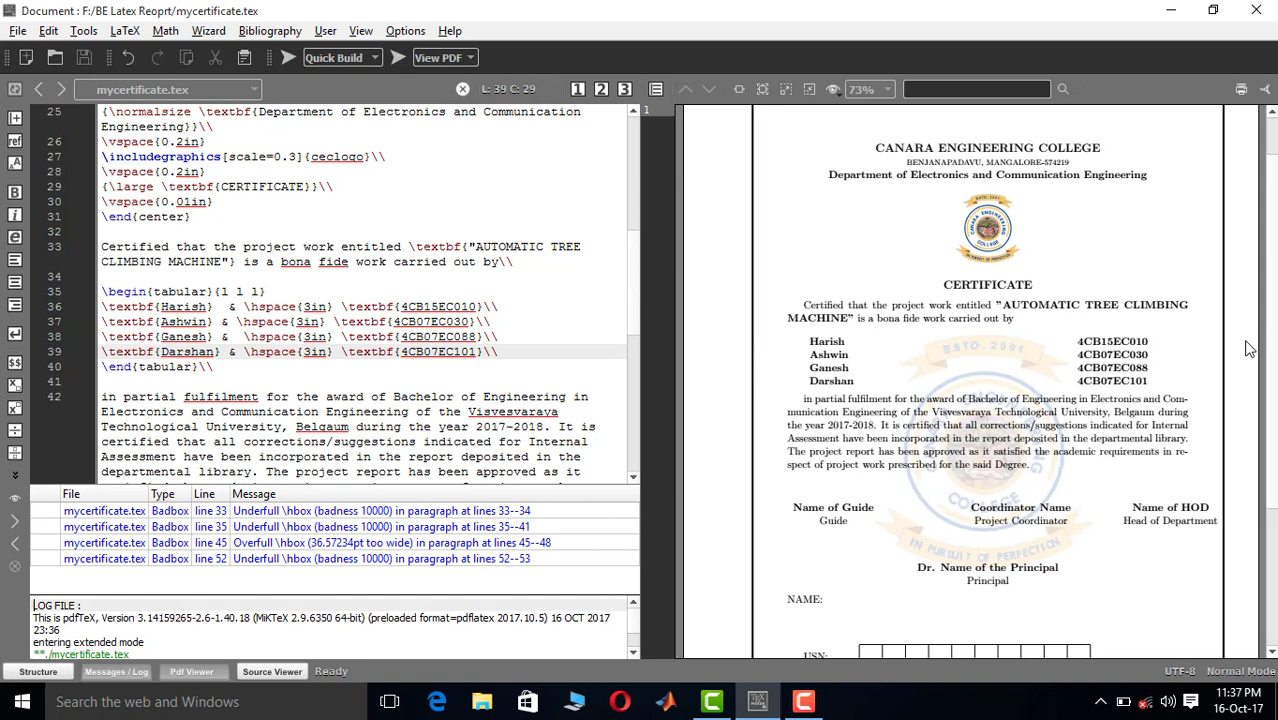 Document : F:/BE Latex Reoprt/mycertificate.tex
File Edit Tools LaTeX Math Wizard Bibliography User View Options Help
Quick Build View PDF
mycertificate.tex L: 39 C: 29 1 2 3 73%
25 {\normalsize \textbf{Department of Electronics and Communication
Engineering}}\\
26 \vspace{0.2in}
27 \includegraphics[scale=0.3]{ceclogo}\\
28 \vspace{0.2in}
29 {\large \textbf{CERTIFICATE}}\\
30 \vspace{0.01in}
31 \end{center}
32
33 Certified that the project work entitled \textbf{"AUTOMATIC TREE
CLIMBING MACHINE"} is a bona fide work carried out by\\
34
35 \begin{tabular}{l l l}
36 \textbf{Harish} & \hspace{3in} \textbf{4CB15EC010}\\
37 \textbf{Ashwin} & \hspace{3in} \textbf{4CB07EC030}\\
38 \textbf{Ganesh} & \hspace{3in} \textbf{4CB07EC088}\\
39 \textbf{Darshan} & \hspace{3in} \textbf{4CB07EC101}\\
40 \end{tabular}\\
41
42 in partial fulfilment for the award of Bachelor of Engineering in
Electronics and Communication Engineering of the Visvesvaraya
Technological University, Belgaum during the year 2017-2018. It is
certified that all corrections/suggestions indicated for Internal
Assessment have been incorporated in the report deposited in the
departmental library. The project report has been approved as it
File Type Line Message
mycertificate.tex Badbox line 33 Underfull \hbox (badness 10000) in paragraph at lines 33--34
mycertificate.tex Badbox line 35 Underfull \hbox (badness 10000) in paragraph at lines 35--41
mycertificate.tex Badbox line 45 Overfull \hbox (36.57234pt too wide) in paragraph at lines 45--48
mycertificate.tex Badbox line 52 Underfull \hbox (badness 10000) in paragraph at lines 52--53
LOG FILE :
This is pdfTeX, Version 3.14159265-2.6-1.40.18 (MiKTeX 2.9.6350 64-bit) (preloaded format=pdflatex 2017.10.5) 16 OCT 2017
23:36
entering extended mode
**./mycertificate.tex
1
CANARA ENGINEERING COLLEGE
BENJANAPADAVU, MANGALORE-574219
Department of Electronics and Communication Engineering
CERTIFICATE
Certified that the project work entitled "AUTOMATIC TREE CLIMBING
MACHINE" is a bona fide work carried out by
Harish 4CB15EC010
Ashwin 4CB07EC030
Ganesh 4CB07EC088
Darshan 4CB07EC101
in partial fulfilment for the award of Bachelor of Engineering in Electronics and Com-
munication Engineering of the Visvesvaraya Technological University, Belgaum during
the year 2017-2018. It is certified that all corrections/suggestions indicated for Internal
Assessment have been incorporated in the report deposited in the departmental library.
The project report has been approved as it satisfied the academic requirements in re-
spect of project work prescribed for the said Degree.
Name of Guide Coordinator Name Name of HOD
Guide Project Coordinator Head of Department
Dr. Name of the Principal
Principal
NAME:
USN:
ESTD. 2001
COLLEGE
IN PURSUIT OF PERFECTION
Structure Messages / Log Pdf Viewer Source Viewer Ready UTF-8 Normal Mode
Search the web and Windows
11:37 PM
16-Oct-17